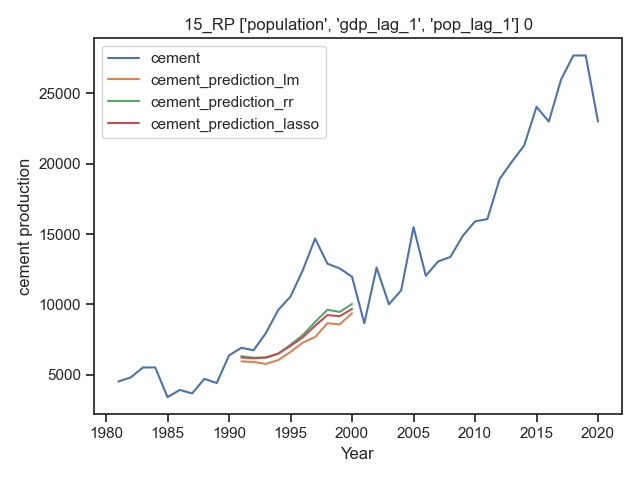 15_RP ['population', 'gdp_lag_1', 'pop_lag_1'] 0
cement
cement_prediction_lm
cement_prediction_rr
cement_prediction_lasso
25000
20000
15000
10000
5000
cement production
1980 1985 1990 1995 2000 2005 2010 2015 2020
Year